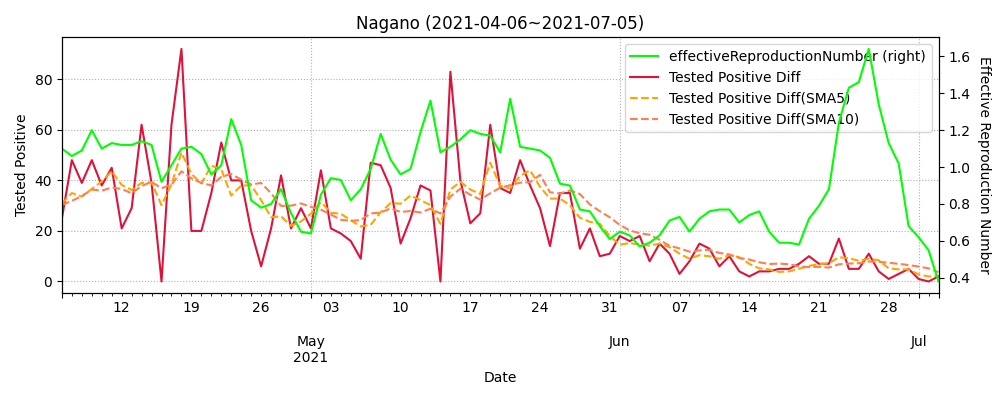 Nagano (2021-04-06~2021-07-05)
effectiveReproductionNumber (right)
Tested Positive Diff
Tested Positive Diff(SMA5)
Tested Positive Diff(SMA10)
Tested Positive
80
60
40
20
0
Effective Reproduction Number
1.6
1.4
1.2
1.0
0.8
0.6
0.4
12 19 26 03 10 17 24 31 07 14 21 28
May Jun Jul
2021
Date